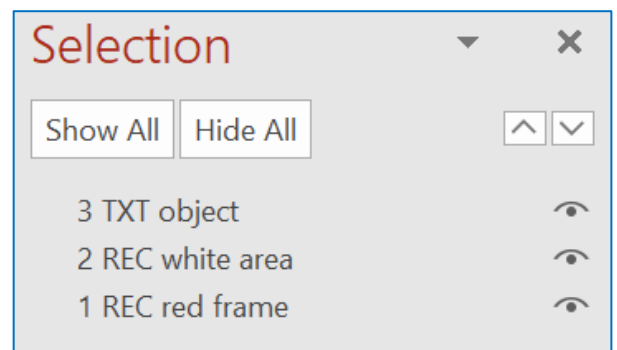 Selection
Show All Hide All
3 TXT object
2 REC white area
1 REC red frame